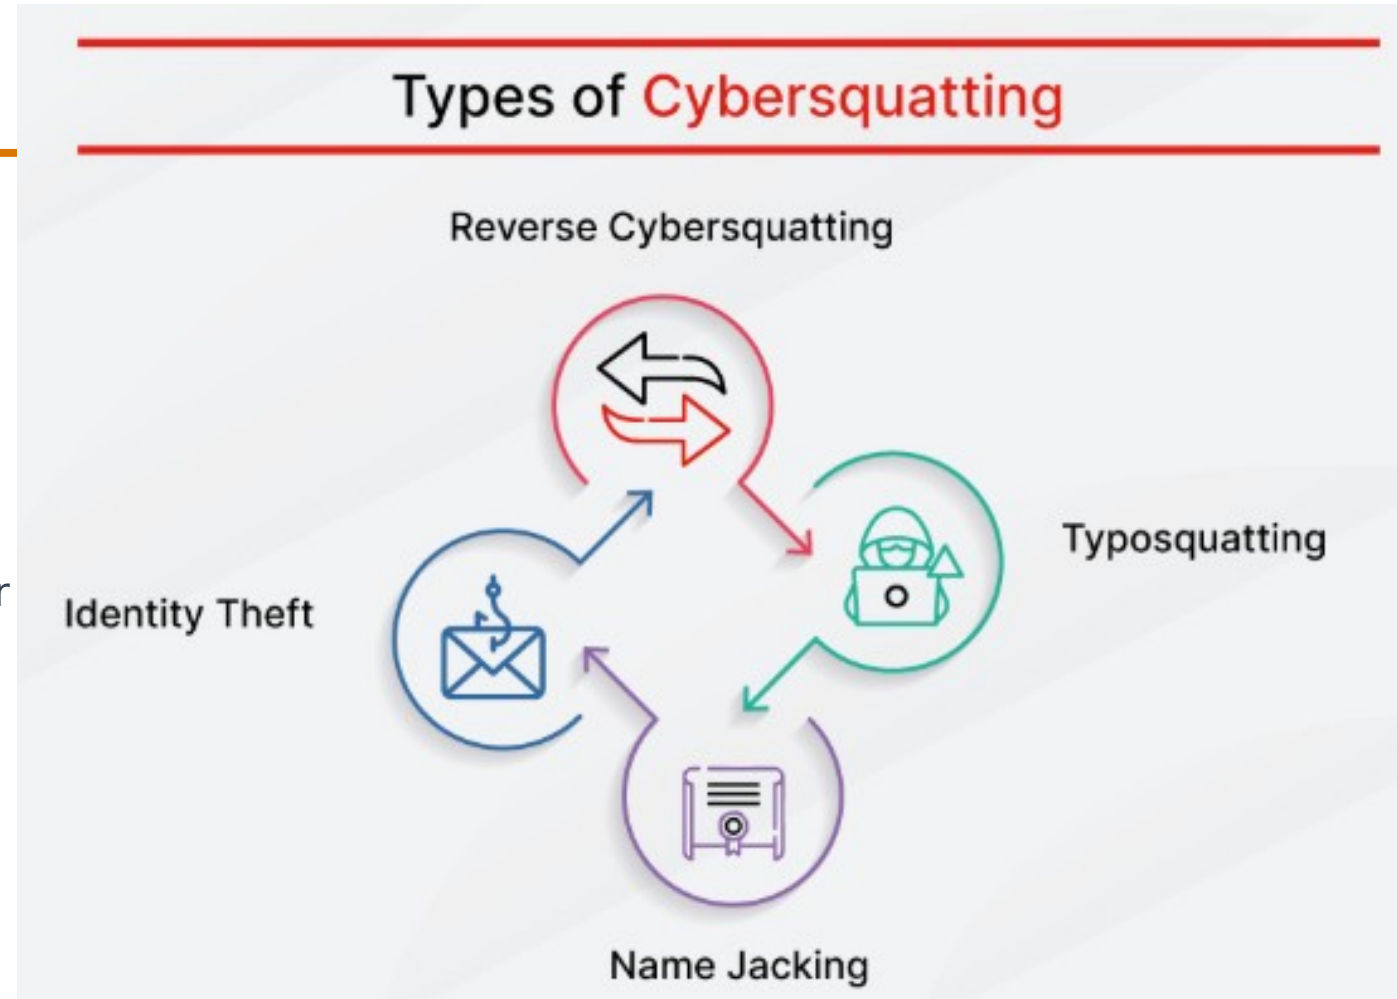 Types of Cybersquatting
Reverse Cybersquatting
Typosquatting
r
Identity Theft
Name Jacking